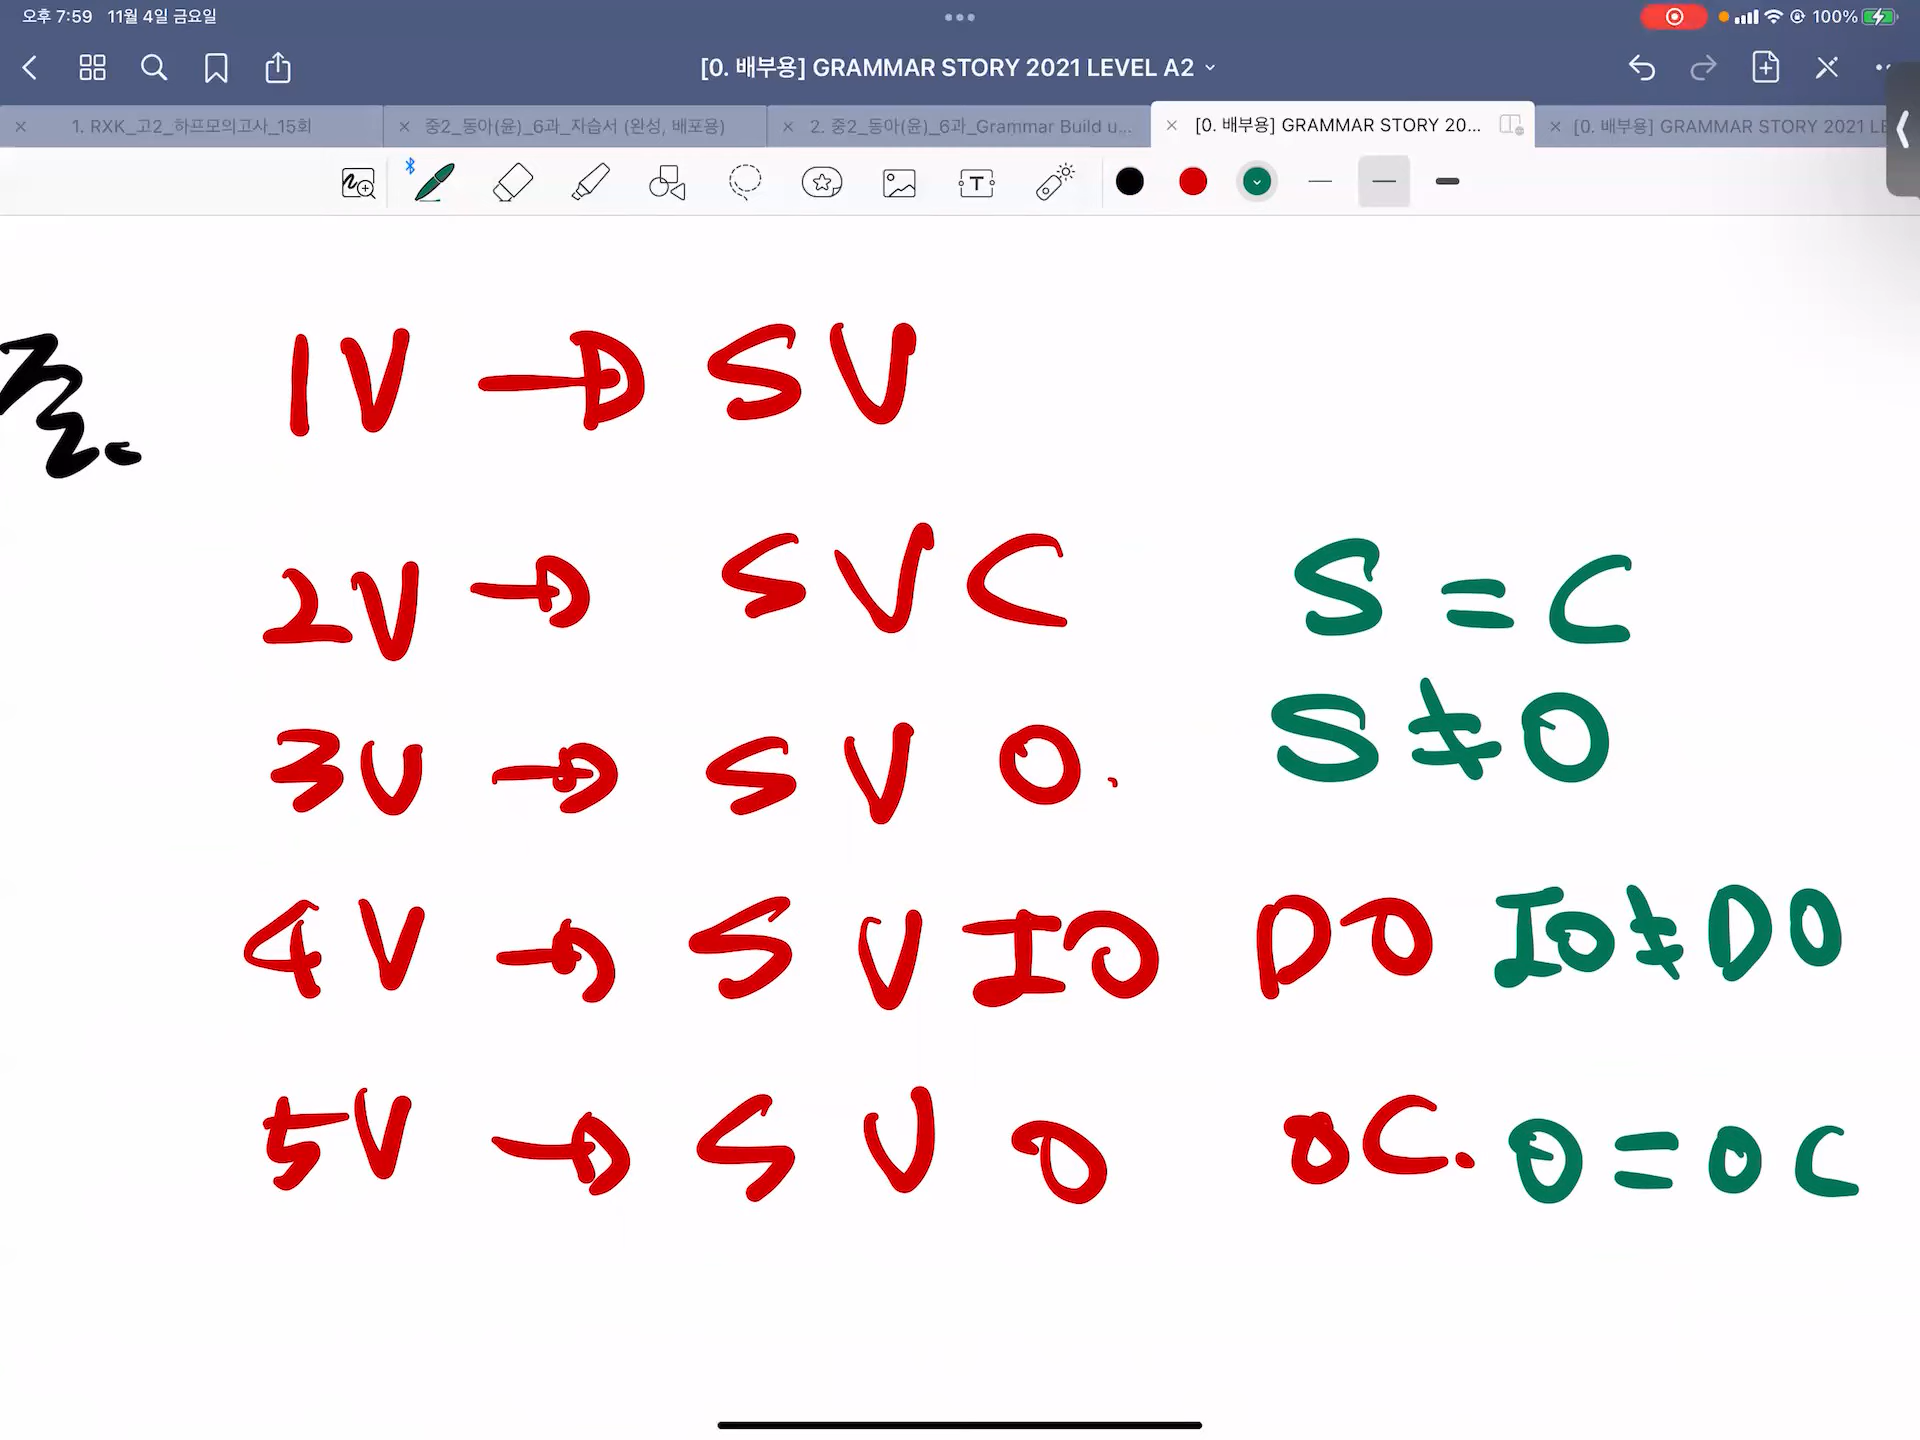 오후 7:59 11월 4일 금요일
100%
[0. 배부용] GRAMMAR STORY 2021 LEVEL A2
1. RXK_고2_하프모의고사_15회
중2_동아(윤)_6과_자습서 (완성, 배포용)
2. 중2_동아(윤)_6과_Grammar Build u...
[0. 배부용] GRAMMAR STORY 20...
[0. 배부용] GRAMMAR STORY 2021 LE
T
1V → SV
2V → SVC S = C
3V → SVO. S ≠ O
4V → SV IO DO IO ≠ DO
5V → SVO OC. O = OC